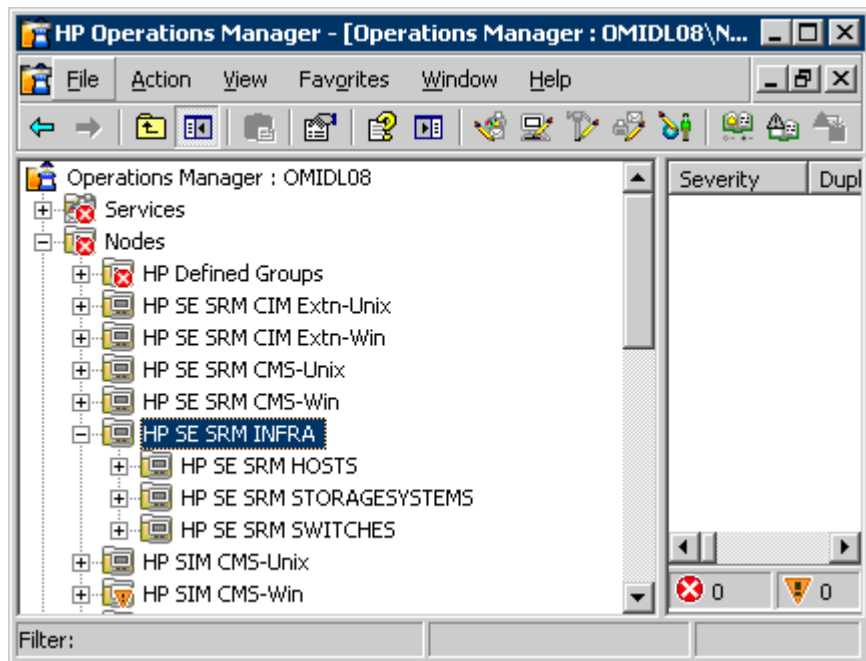 HP Operations Manager - [Operations Manager : OMIDL08\N...
File Action View Favorites Window Help
Operations Manager : OMIDL08
Severity Dupl
Services
Nodes
HP Defined Groups
HP SE SRM CIM Extn-Unix
HP SE SRM CIM Extn-Win
HP SE SRM CMS-Unix
HP SE SRM CMS-Win
HP SE SRM INFRA
HP SE SRM HOSTS
HP SE SRM STORAGESYSTEMS
HP SE SRM SWITCHES
HP SIM CMS-Unix
HP SIM CMS-Win
0 0
Filter: